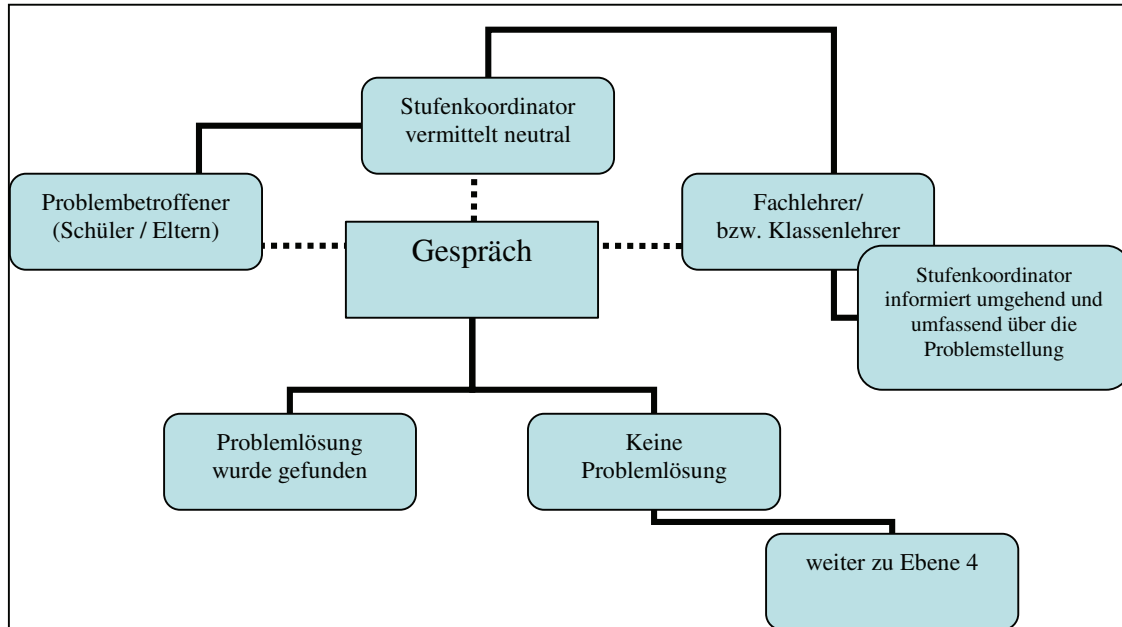 Stufenkoordinator
vermittelt neutral
Problembetroffener
(Schüler / Eltern)
Fachlehrer/
bzw. Klassenlehrer
Gespräch
Stufenkoordinator
informiert umgehend und
umfassend über die
Problemstellung
Problemlösung
wurde gefunden
Keine
Problemlösung
weiter zu Ebene 4